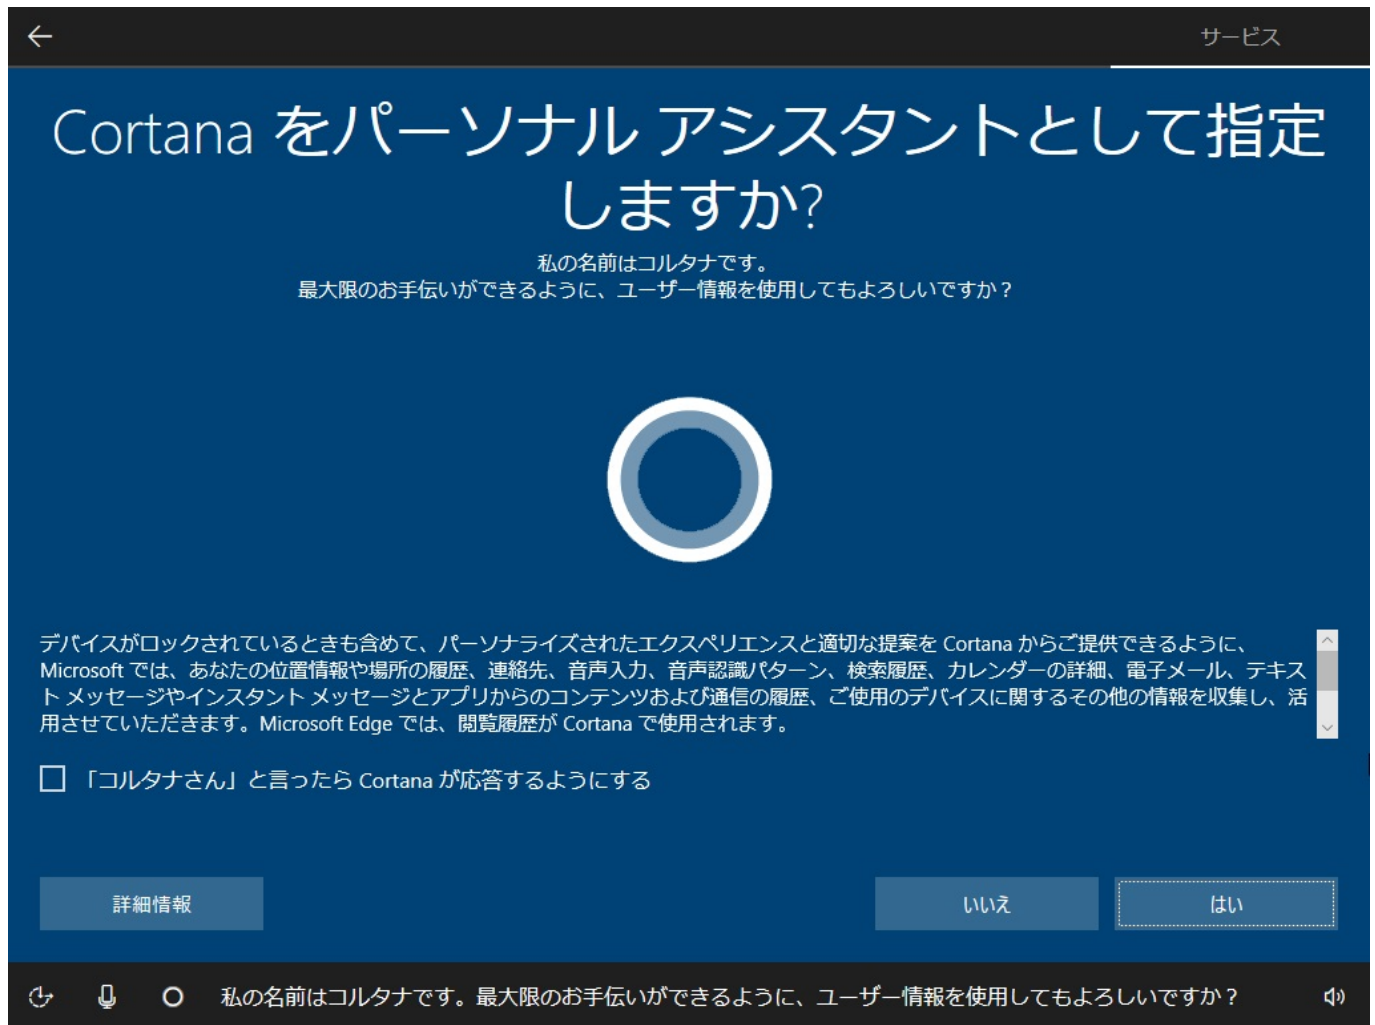 サービス
Cortana をパーソナル アシスタントとして指定
しますか?
私の名前はコルタナです。
最大限のお手伝いができるように、ユーザー情報を使用してもよろしいですか？
デバイスがロックされているときも含めて、パーソナライズされたエクスペリエンスと適切な提案を Cortana からご提供できるように、
Microsoft では、あなたの位置情報や場所の履歴、連絡先、音声入力、音声認識パターン、検索履歴、カレンダーの詳細、電子メール、テキス
ト メッセージやインスタント メッセージとアプリからのコンテンツおよび通信の履歴、ご使用のデバイスに関するその他の情報を収集し、活
用させていただきます。Microsoft Edge では、閲覧履歴が Cortana で使用されます。
「コルタナさん」と言ったら Cortana が応答するようにする
詳細情報
いいえ
はい
私の名前はコルタナです。最大限のお手伝いができるように、ユーザー情報を使用してもよろしいですか？